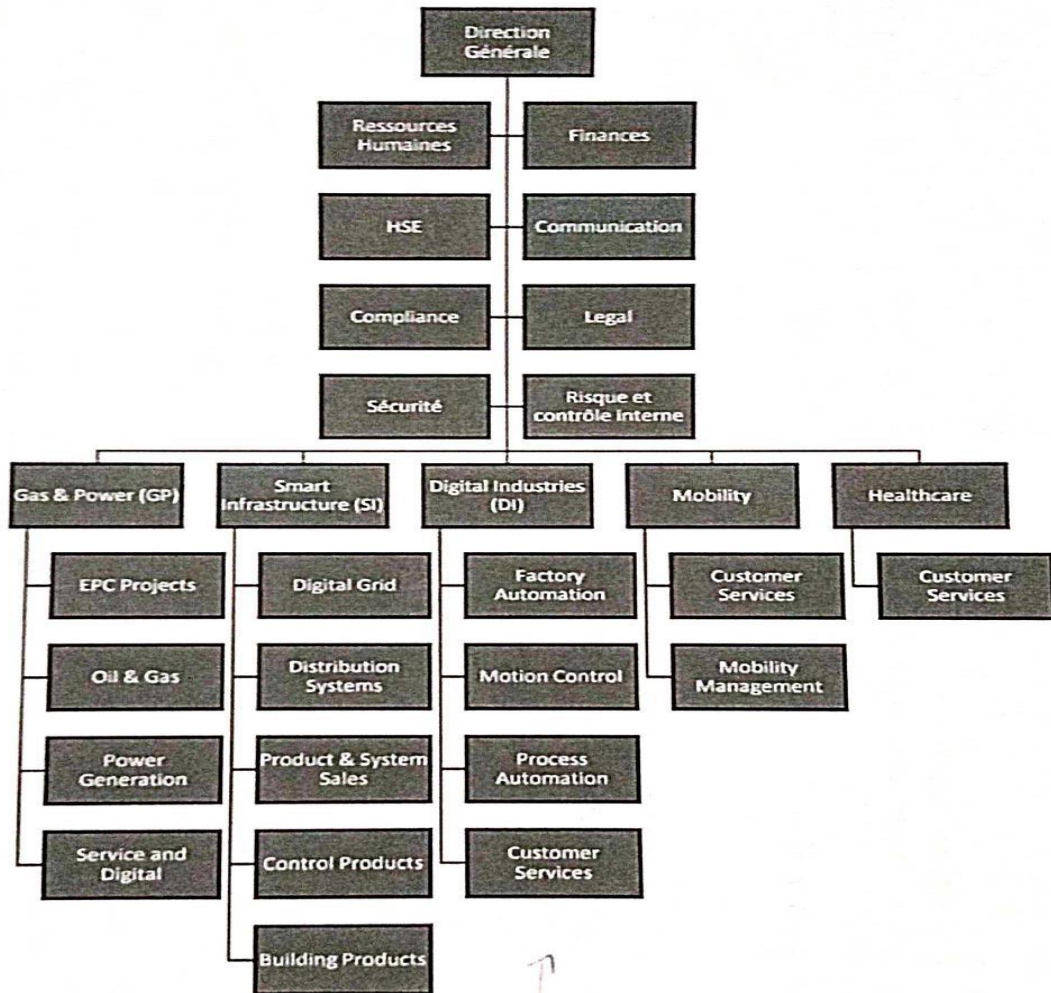 Direction
Générale
Ressources
Humaines
Finances
HSE
Communication
Compliance
Legal
Sécurité
Risque et
contrôle interne
Gas & Power (GP)
Smart
Infrastructure (SI)
Digital Industries
(DI)
Mobility
Healthcare
EPC Projects
Digital Grid
Factory
Automation
Customer
Services
Customer
Services
Oil & Gas
Distribution
Systems
Motion Control
Mobility
Management
Power
Generation
Product & System
Sales
Process
Automation
Service and
Digital
Control Products
Customer
Services
Building Products